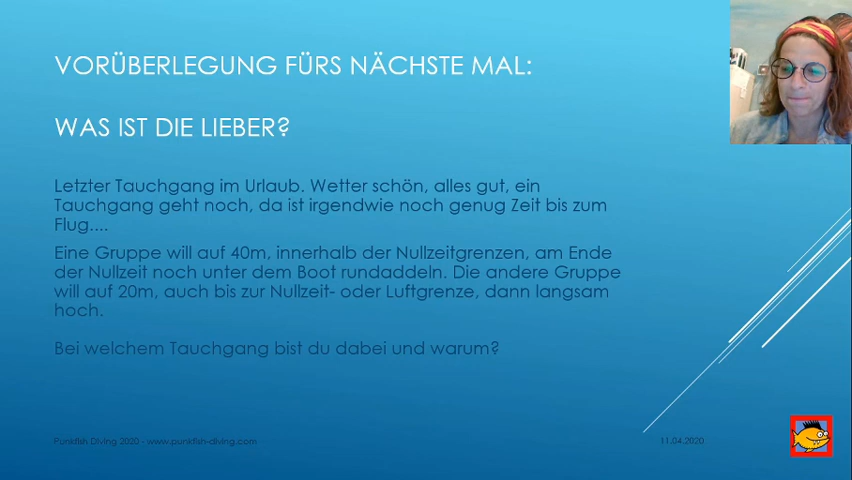 VORÜBERLEGUNG FÜRS NÄCHSTE MAL:
WAS IST DIE LIEBER?
Letzter Tauchgang im Urlaub. Wetter schön, alles gut, ein
Tauchgang geht noch, da ist irgendwie noch genug Zeit bis zum
Flug....
Eine Gruppe will auf 40m, innerhalb der Nullzeitgrenzen, am Ende
der Nullzeit noch unter dem Boot rundaddeln. Die andere Gruppe
will auf 20m, auch bis zur Nullzeit- oder Luftgrenze, dann langsam
hoch.
Bei welchem Tauchgang bist du dabei und warum?
Punkfish Diving 2020 - www.punkfish-diving.com
11.04.2020